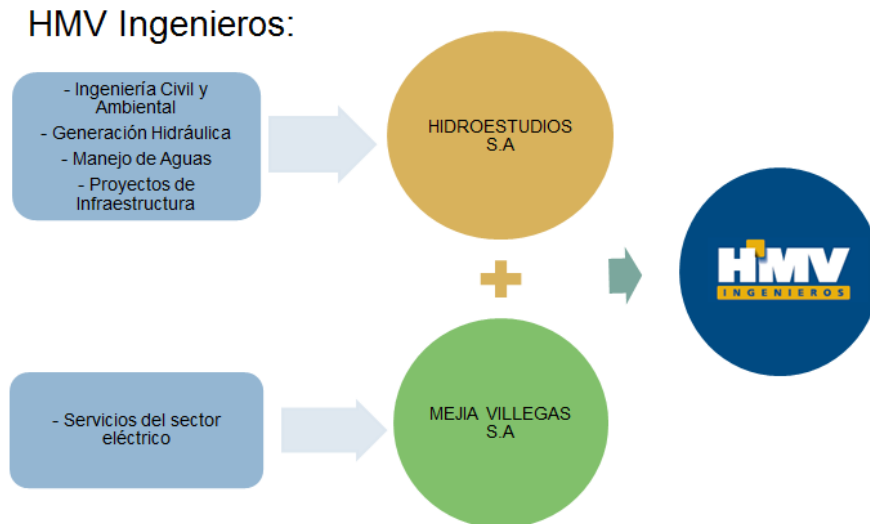 HMV Ingenieros:
- Ingeniería Civil y
Ambiental
- Generación Hidráulica
- Manejo de Aguas
- Proyectos de
Infraestructura
HIDROESTUDIOS
S.A
HMV
INGENIEROS
- Servicios del sector
eléctrico
MEJIA VILLEGAS
S.A